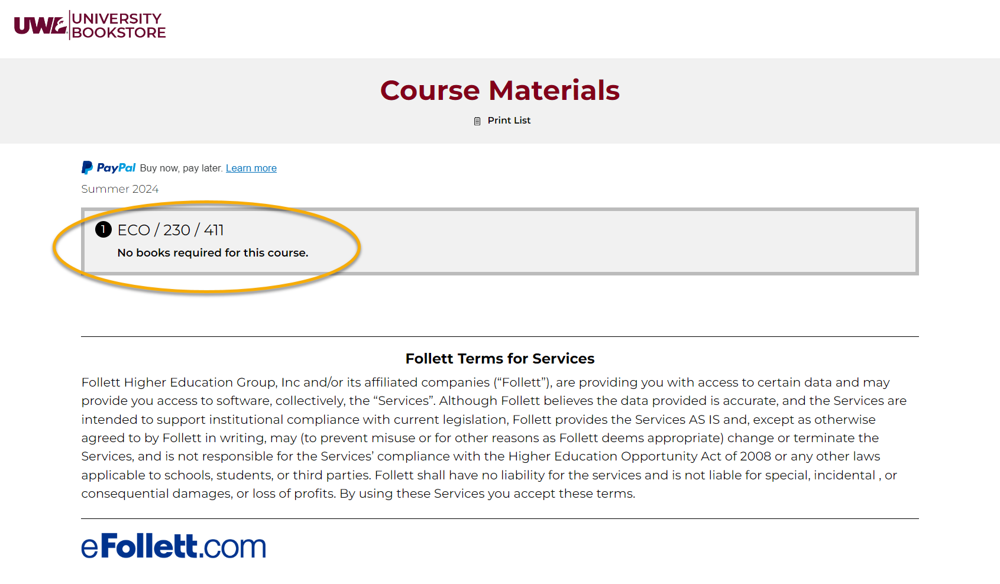 UWL UNIVERSITY
BOOKSTORE
Course Materials
Print List
PayPal Buy now, pay later. Learn more
Summer 2024
1 ECO / 230 / 411
No books required for this course.
Follett Terms for Services
Follett Higher Education Group, Inc and/or its affiliated companies (“Follett”), are providing you with access to certain data and may
provide you access to software, collectively, the “Services”. Although Follett believes the data provided is accurate, and the Services are
intended to support institutional compliance with current legislation, Follett provides the Services AS IS and, except as otherwise
agreed to by Follett in writing, may (to prevent misuse or for other reasons as Follett deems appropriate) change or terminate the
Services, and is not responsible for the Services’ compliance with the Higher Education Opportunity Act of 2008 or any other laws
applicable to schools, students, or third parties. Follett shall have no liability for the services and is not liable for special, incidental , or
consequential damages, or loss of profits. By using these Services you accept these terms.
eFollett.com